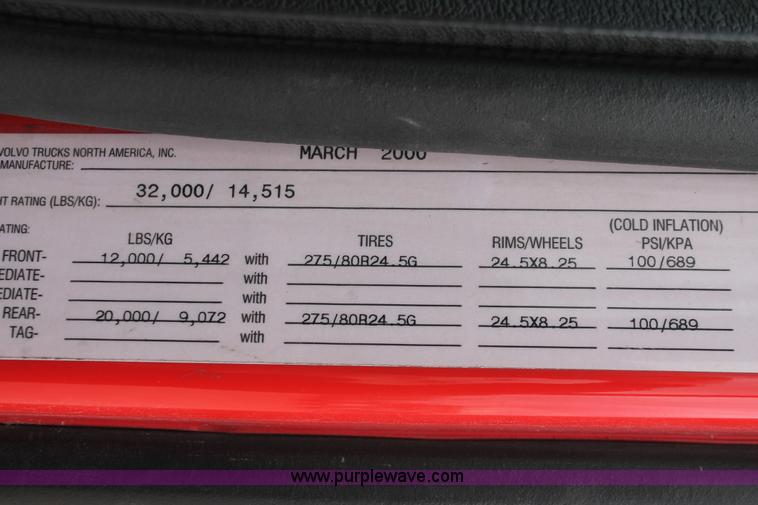 VOLVO TRUCKS NORTH AMERICA, INC.
MANUFACTURE: MARCH 2000
HT RATING (LBS/KG): 32,000/ 14,515
ATING: (COLD INFLATION)
LBS/KG TIRES RIMS/WHEELS PSI/KPA
FRONT- 12,000/ 5,442 with 275/80R24.5G 24.5X8.25 100/689
EDIATE- with
EDIATE- with
REAR- 20,000/ 9,072 with 275/80R24.5G 24.5X8.25 100/689
TAG- with
www.purplewave.com